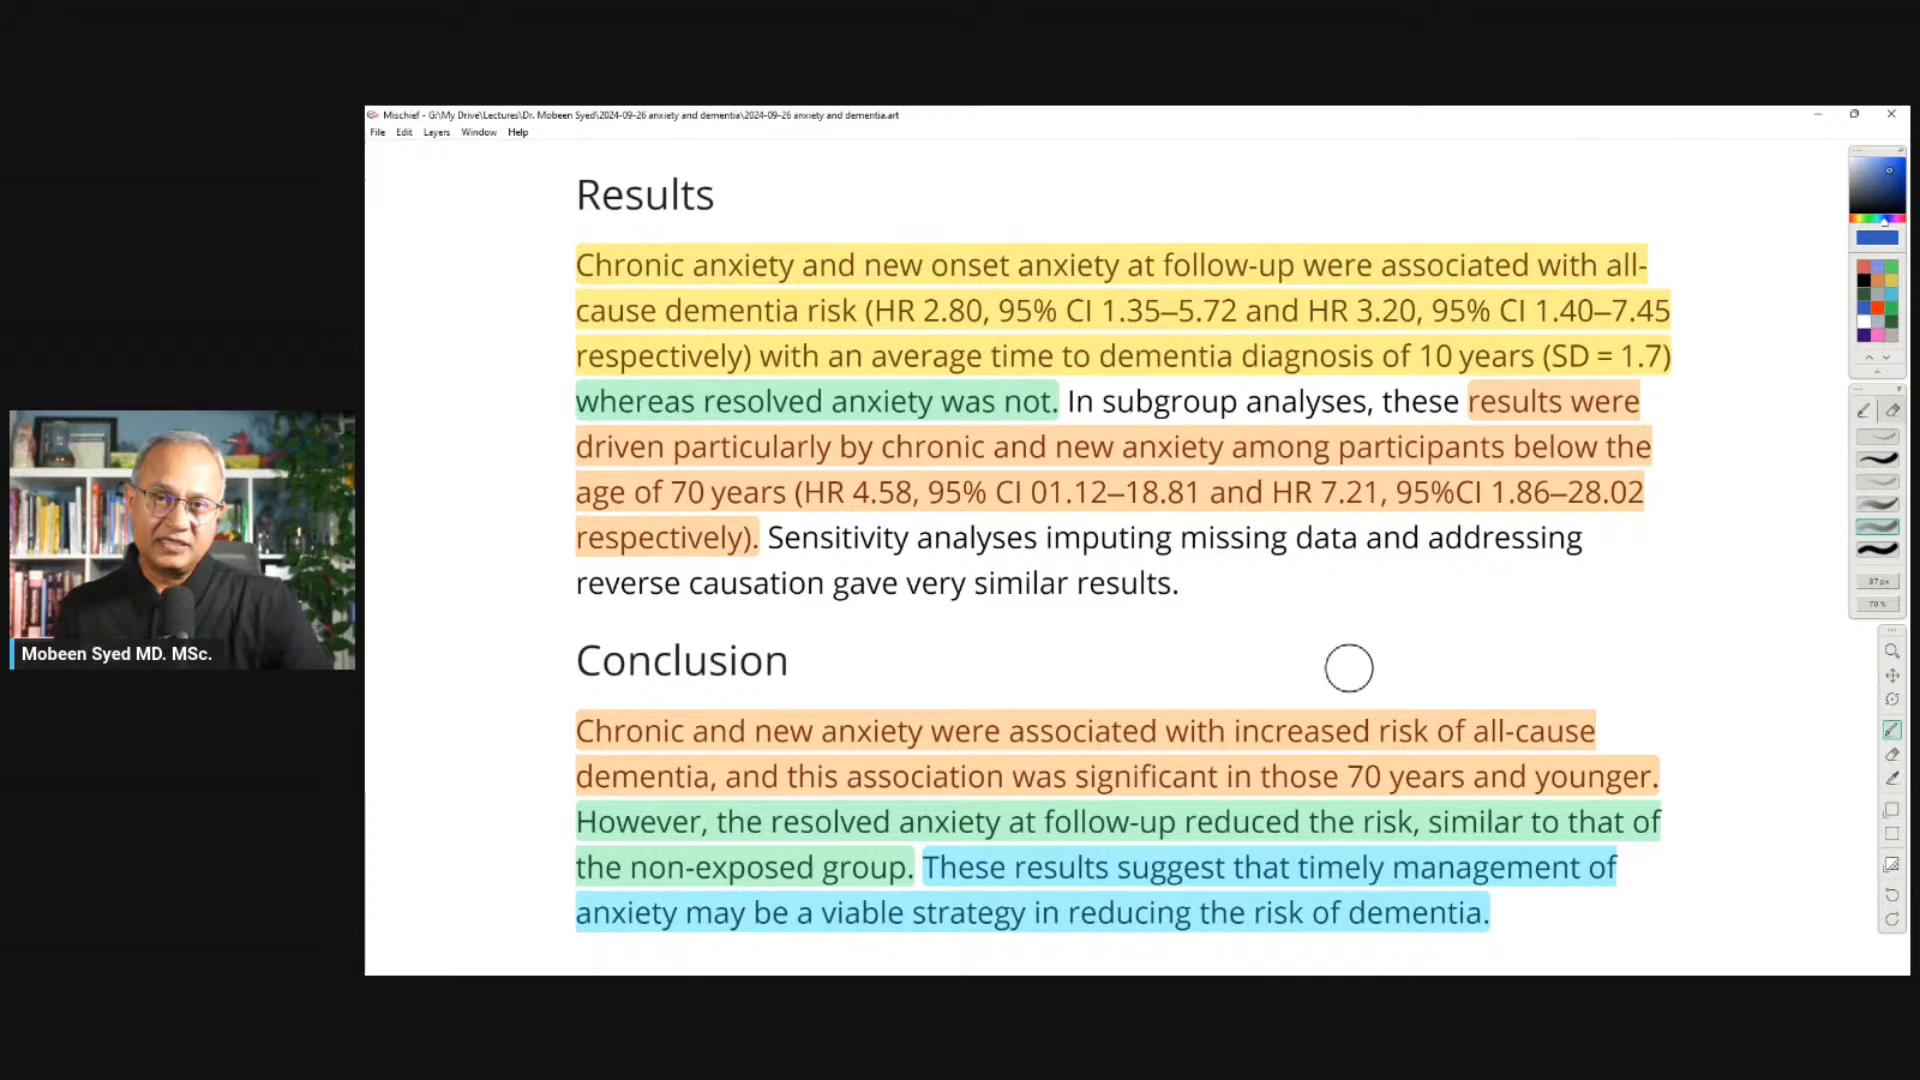 Mischief - G:\My Drive\Lectures\Dr. Mobeen Syed\2024-09-26 anxiety and dementia\2024-09-26 anxiety and dementia.art
File Edit Layers Window Help
Results
Chronic anxiety and new onset anxiety at follow-up were associated with all-
cause dementia risk (HR 2.80, 95% CI 1.35–5.72 and HR 3.20, 95% CI 1.40–7.45
respectively) with an average time to dementia diagnosis of 10 years (SD = 1.7)
whereas resolved anxiety was not. In subgroup analyses, these results were
driven particularly by chronic and new anxiety among participants below the
age of 70 years (HR 4.58, 95% CI 01.12–18.81 and HR 7.21, 95%CI 1.86–28.02
respectively). Sensitivity analyses imputing missing data and addressing
reverse causation gave very similar results.
Conclusion
Chronic and new anxiety were associated with increased risk of all-cause
dementia, and this association was significant in those 70 years and younger.
However, the resolved anxiety at follow-up reduced the risk, similar to that of
the non-exposed group. These results suggest that timely management of
anxiety may be a viable strategy in reducing the risk of dementia.
Mobeen Syed MD. MSc.
37 px
70 %